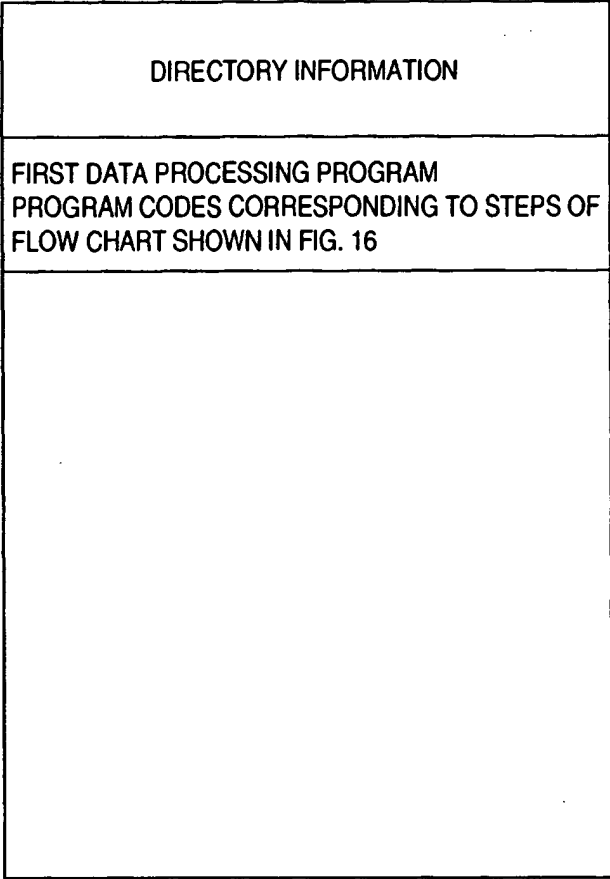 DIRECTORY INFORMATION
FIRST DATA PROCESSING PROGRAM
PROGRAM CODES CORRESPONDING TO STEPS OF
FLOW CHART SHOWN IN FIG. 16